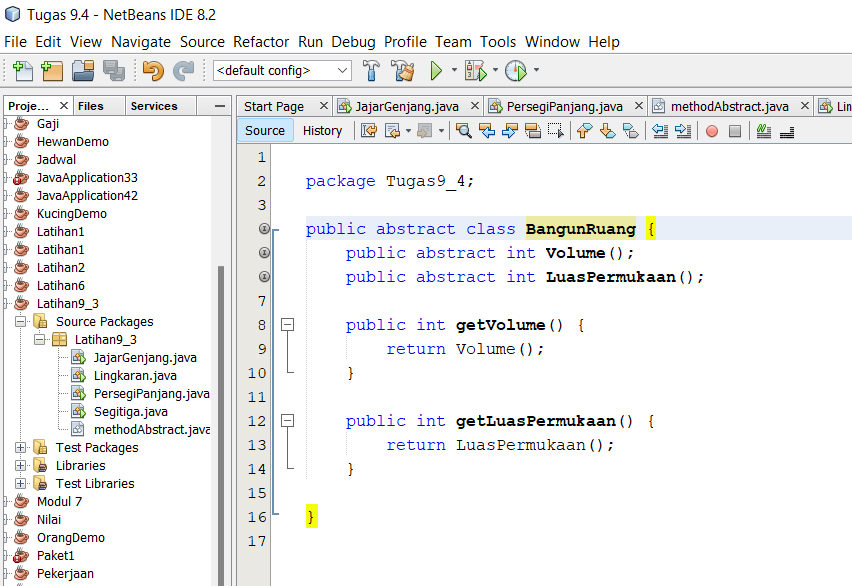 Tugas 9.4 - NetBeans IDE 8.2
File Edit View Navigate Source Refactor Run Debug Profile Team Tools Window Help
<default config>
Proje... Files Services
Start Page JajarGenjang.java PersegiPanjang.java methodAbstract.java Lin
Source History
Gaji
HewanDemo
Jadwal
JavaApplication33
JavaApplication42
KucingDemo
Latihan1
Latihan1
Latihan2
Latihan6
Latihan9_3
Source Packages
Latihan9_3
JajarGenjang.java
Lingkaran.java
PersegiPanjang.java
Segitiga.java
methodAbstract.java
Test Packages
Libraries
Test Libraries
Modul 7
Nilai
OrangDemo
Paket1
Pekerjaan
1
2 package Tugas9_4;
3
public abstract class BangunRuang {
public abstract int Volume();
public abstract int LuasPermukaan();
7
8 public int getVolume() {
9 return Volume();
10 }
11
12 public int getLuasPermukaan() {
13 return LuasPermukaan();
14 }
15
16 }
17